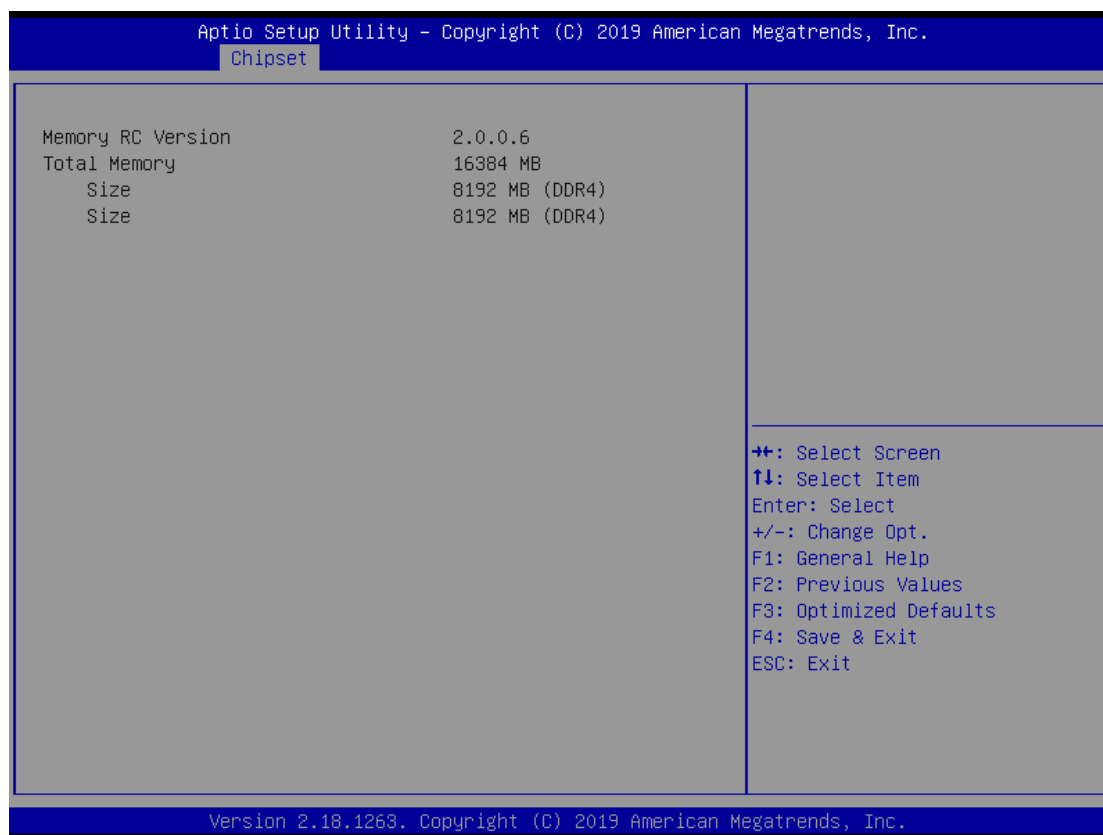 Aptio Setup Utility – Copyright (C) 2019 American Megatrends, Inc.
Chipset
Memory RC Version 2.0.0.6
Total Memory 16384 MB
Size 8192 MB (DDR4)
Size 8192 MB (DDR4)
→←: Select Screen
↑↓: Select Item
Enter: Select
+/-: Change Opt.
F1: General Help
F2: Previous Values
F3: Optimized Defaults
F4: Save & Exit
ESC: Exit
Version 2.18.1263. Copyright (C) 2019 American Megatrends, Inc.